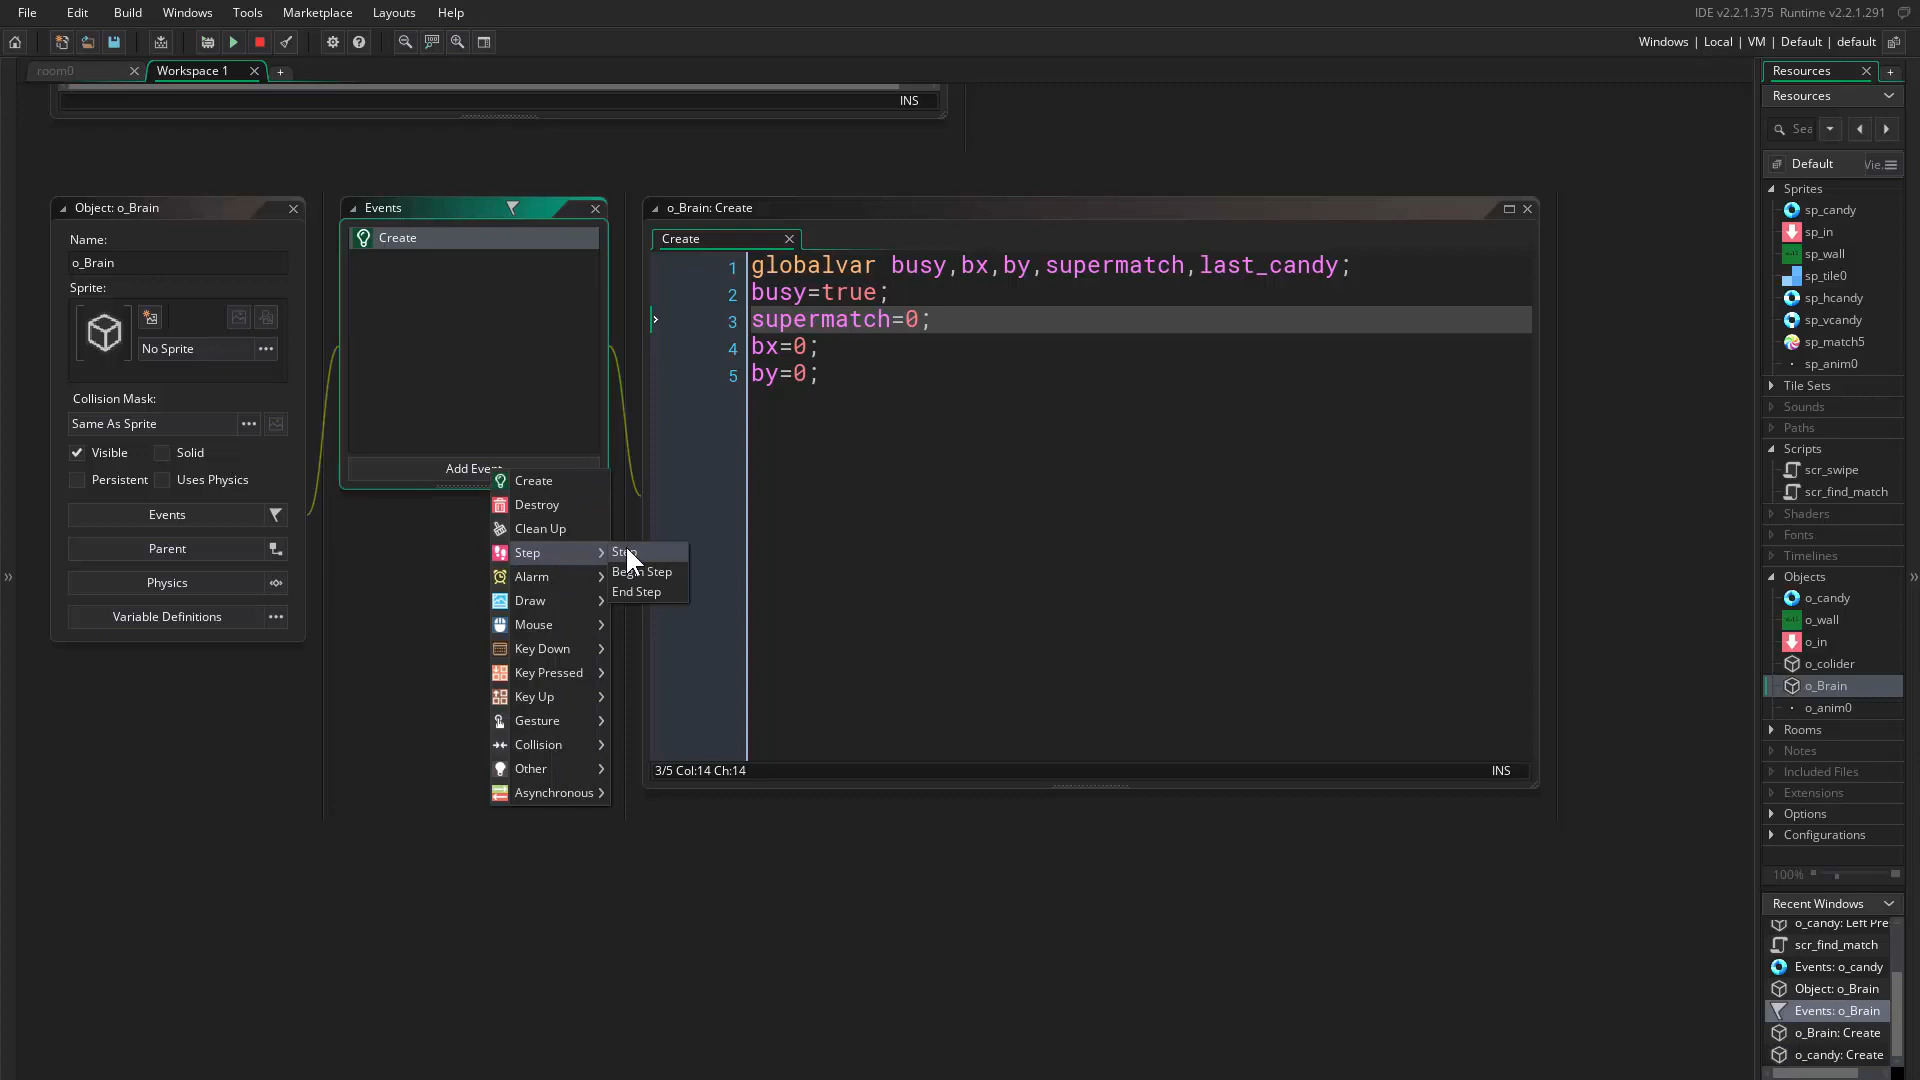 File Edit Build Windows Tools Marketplace Layouts Help
IDE v2.2.1.375 Runtime v2.2.1.291
Windows | Local | VM | Default | default
room0
Workspace 1
INS
Object: o_Brain
Name:
o_Brain
Sprite:
No Sprite
Collision Mask:
Same As Sprite
Visible Solid
Persistent Uses Physics
Events
Parent
Physics
Variable Definitions
Events
Create
Add Event
Create
Destroy
Clean Up
Step
Alarm
Draw
Mouse
Key Down
Key Pressed
Key Up
Gesture
Collision
Other
Asynchronous
Step
Begin Step
End Step
o_Brain: Create
Create
1 globalvar busy,bx,by,supermatch,last_candy;
2 busy=true;
3 supermatch=0;
4 bx=0;
5 by=0;
3/5 Col:14 Ch:14
INS
Resources
Resources
Sea
Default
Vie
Sprites
sp_candy
sp_in
sp_wall
sp_tile0
sp_hcandy
sp_vcandy
sp_match5
sp_anim0
Tile Sets
Sounds
Paths
Scripts
scr_swipe
scr_find_match
Shaders
Fonts
Timelines
Objects
o_candy
o_wall
o_in
o_colider
o_Brain
o_anim0
Rooms
Notes
Included Files
Extensions
Options
Configurations
100%
Recent Windows
o_candy: Left Pre
scr_find_match
Events: o_candy
Object: o_Brain
Events: o_Brain
o_Brain: Create
o_candy: Create